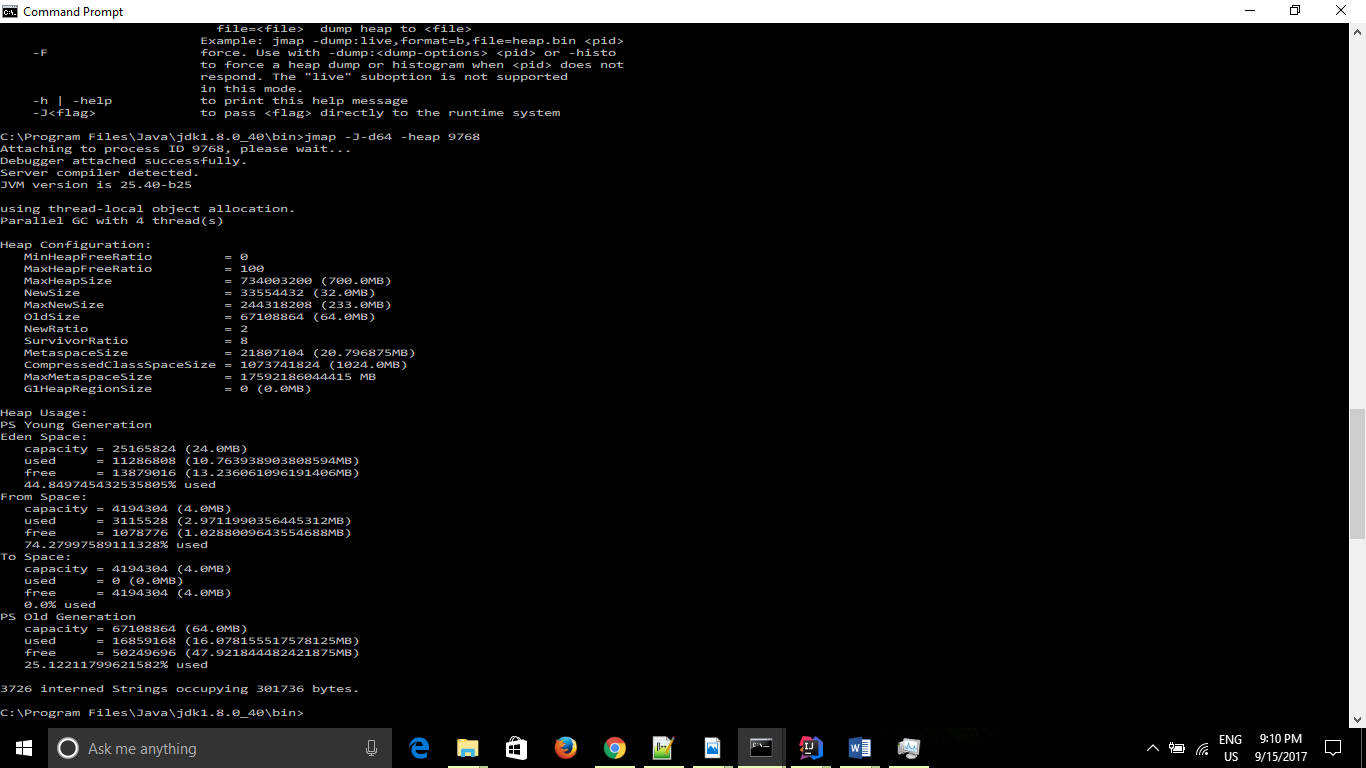 Command Prompt
file=<file>  dump heap to <file>
Example: jmap -dump:live,format=b,file=heap.bin <pid>
-F                   force. Use with -dump:<dump-options> <pid> or -histo
to force a heap dump or histogram when <pid> does not
respond. The "live" suboption is not supported
in this mode.
-h | -help           to print this help message
-J<flag>             to pass <flag> directly to the runtime system
C:\Program Files\Java\jdk1.8.0_40\bin>jmap -J-d64 -heap 9768
Attaching to process ID 9768, please wait...
Debugger attached successfully.
Server compiler detected.
JVM version is 25.40-b25
using thread-local object allocation.
Parallel GC with 4 thread(s)
Heap Configuration:
MinHeapFreeRatio         = 0
MaxHeapFreeRatio         = 100
MaxHeapSize              = 734003200 (700.0MB)
NewSize                  = 33554432 (32.0MB)
MaxNewSize               = 244318208 (233.0MB)
OldSize                  = 67108864 (64.0MB)
NewRatio                 = 2
SurvivorRatio            = 8
MetaspaceSize            = 21807104 (20.796875MB)
CompressedClassSpaceSize = 1073741824 (1024.0MB)
MaxMetaspaceSize         = 17592186044415 MB
G1HeapRegionSize         = 0 (0.0MB)
Heap Usage:
PS Young Generation
Eden Space:
capacity = 25165824 (24.0MB)
used     = 11286808 (10.763938903808594MB)
free     = 13879016 (13.236061096191406MB)
44.849745432535805% used
From Space:
capacity = 4194304 (4.0MB)
used     = 3115528 (2.9711990356445312MB)
free     = 1078776 (1.0288009643554688MB)
74.27997589111328% used
To Space:
capacity = 4194304 (4.0MB)
used     = 0 (0.0MB)
free     = 4194304 (4.0MB)
0.0% used
PS Old Generation
capacity = 67108864 (64.0MB)
used     = 16859168 (16.078155517578125MB)
free     = 50249696 (47.921844482421875MB)
25.12211799621582% used
3726 interned Strings occupying 301736 bytes.
C:\Program Files\Java\jdk1.8.0_40\bin>
Ask me anything
ENG
US
9:10 PM
9/15/2017